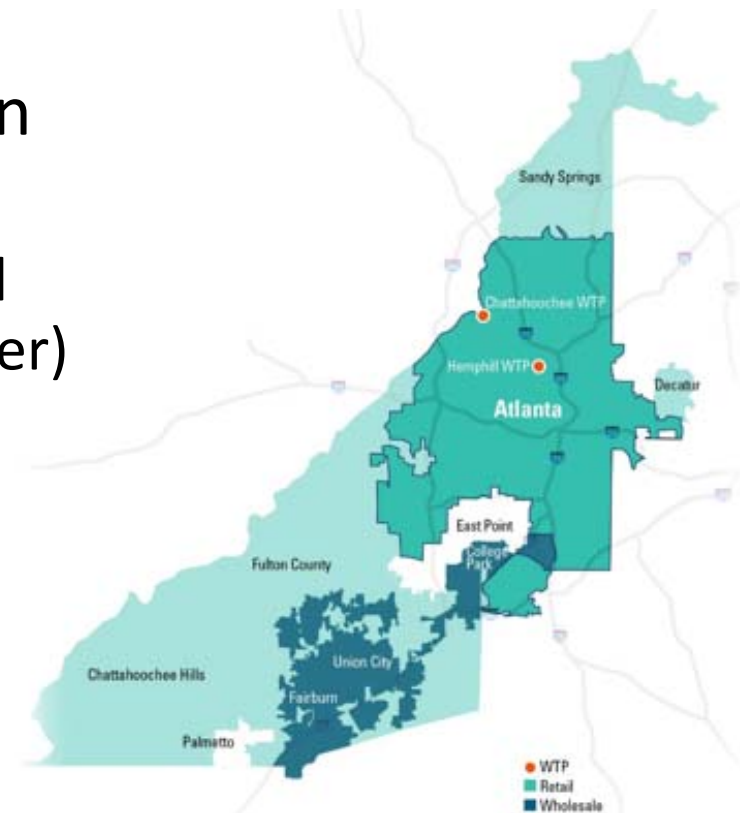 n
l
er)
Sandy Springs
Chattahoochee WTP
Hemphill WTP
Decatur
Atlanta
East Point
College
Park
Fulton County
Union City
Chattahoochee Hills
Fairburn
Palmetto
WTP
Retail
Wholesale